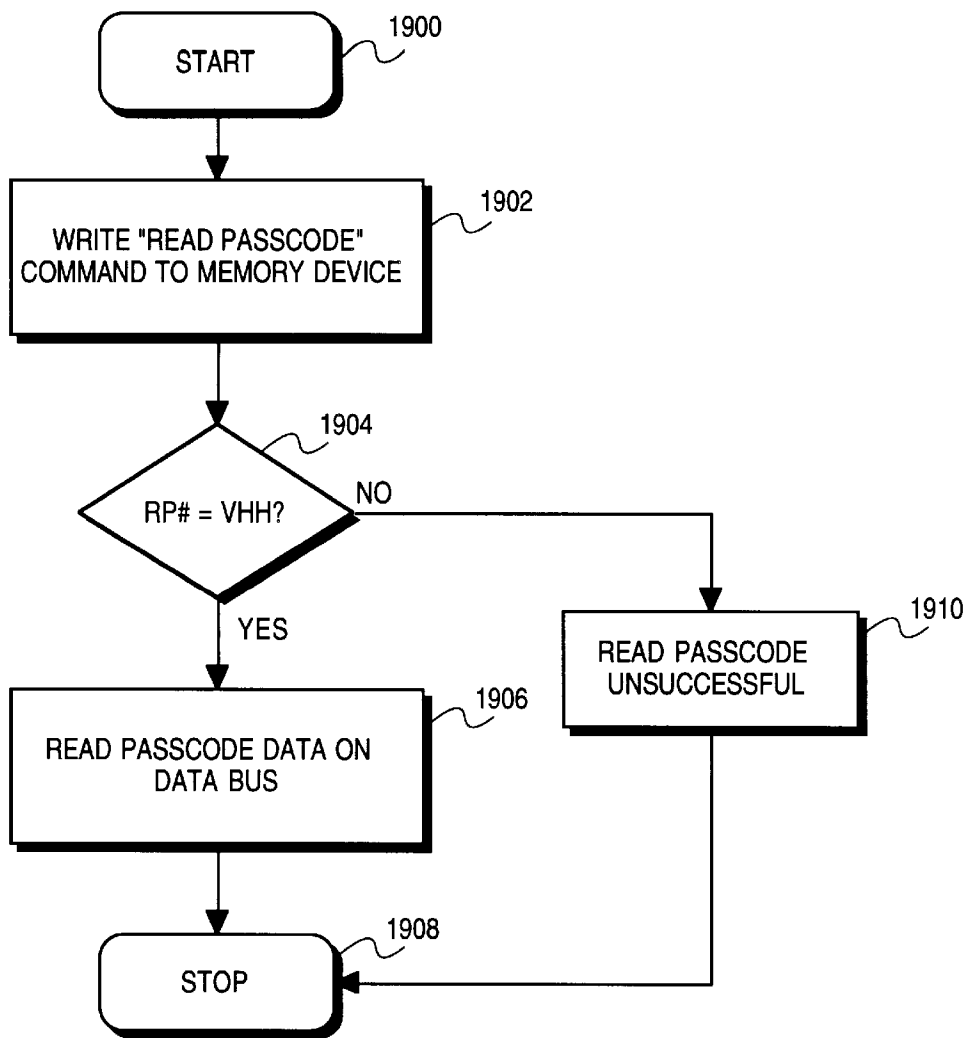 START
1900
WRITE "READ PASSCODE"
COMMAND TO MEMORY DEVICE
1902
1904
RP# = VHH?
NO
YES
READ PASSCODE
UNSUCCESSFUL
1910
READ PASSCODE DATA ON
DATA BUS
1906
STOP
1908